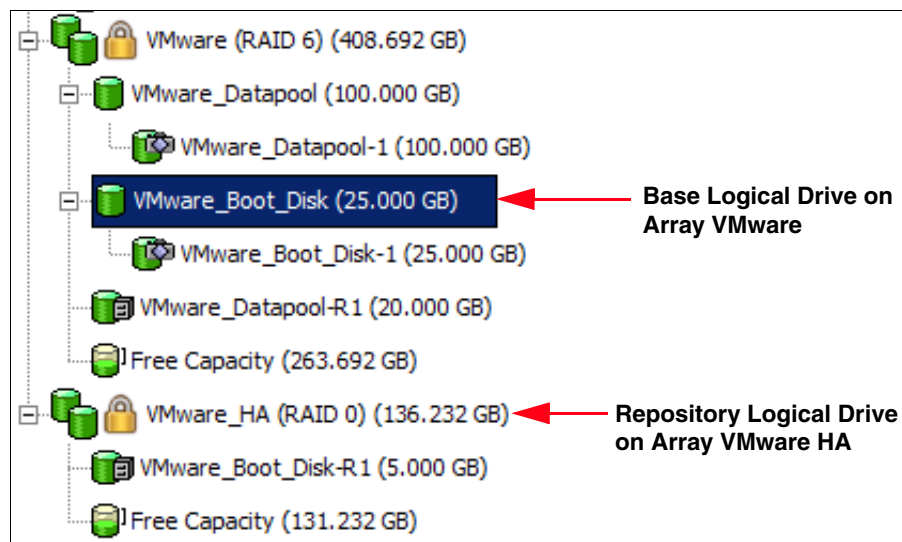 VMware (RAID 6) (408.692 GB)
VMware_Datapool (100.000 GB)
VMware_Datapool-1 (100.000 GB)
VMware_Boot_Disk (25.000 GB)
Base Logical Drive on
Array VMware
VMware_Boot_Disk-1 (25.000 GB)
VMware_Datapool-R1 (20.000 GB)
Free Capacity (263.692 GB)
VMware_HA (RAID 0) (136.232 GB)
Repository Logical Drive
on Array VMware HA
VMware_Boot_Disk-R1 (5.000 GB)
Free Capacity (131.232 GB)